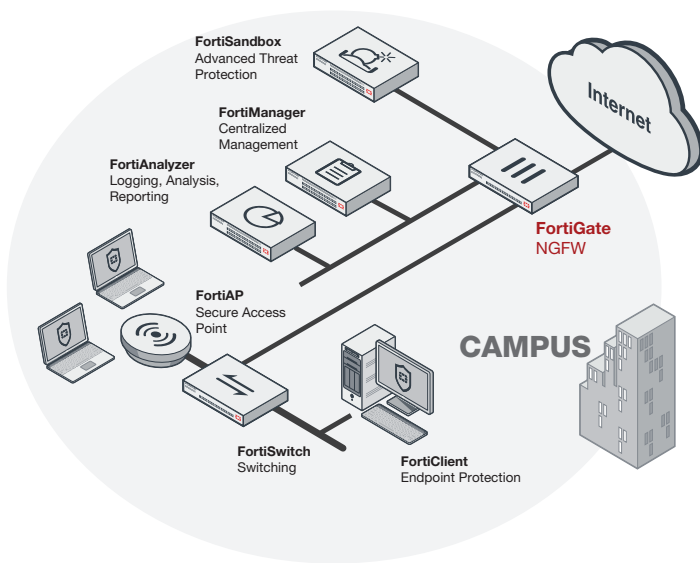 FortiSandbox
Advanced Threat
Protection
Internet
FortiManager
Centralized
Management
FortiAnalyzer
Logging, Analysis,
Reporting
FortiGate
NGFW
FortiAP
Secure Access
Point
CAMPUS
FortiSwitch
Switching
FortiClient
Endpoint Protection